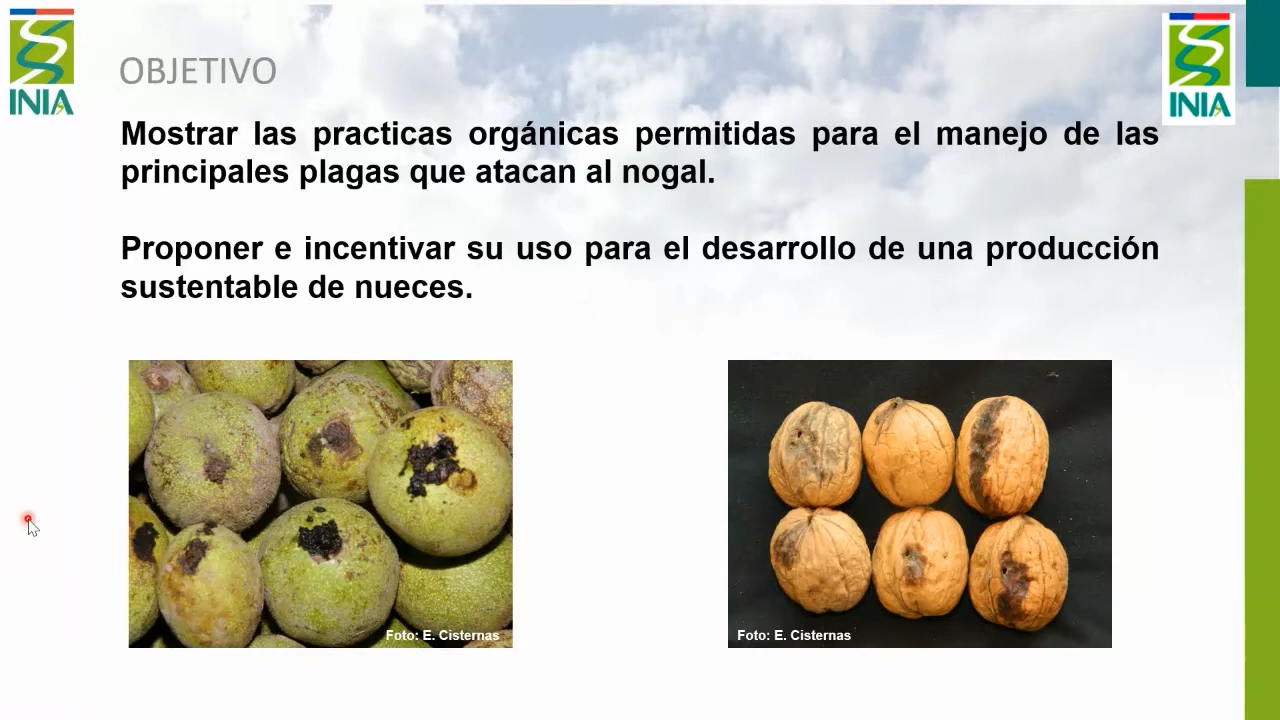 INIA
INIA
OBJETIVO
Mostrar las practicas orgánicas permitidas para el manejo de las
principales plagas que atacan al nogal.
Proponer e incentivar su uso para el desarrollo de una producción
sustentable de nueces.
Foto: E. Cisternas
Foto: E. Cisternas